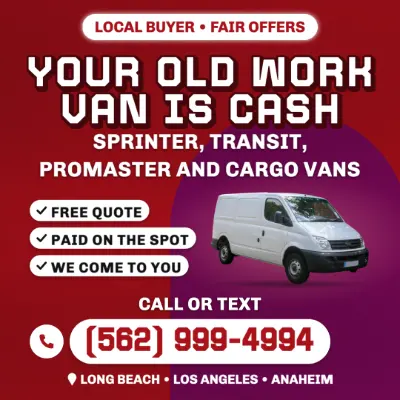 LOCAL BUYER • FAIR OFFERS
YOUR OLD WORK
VAN IS CASH
SPRINTER, TRANSIT,
PROMASTER AND CARGO VANS
FREE QUOTE
PAID ON THE SPOT
WE COME TO YOU
CALL OR TEXT
(562) 999-4994
LONG BEACH • LOS ANGELES • ANAHEIM